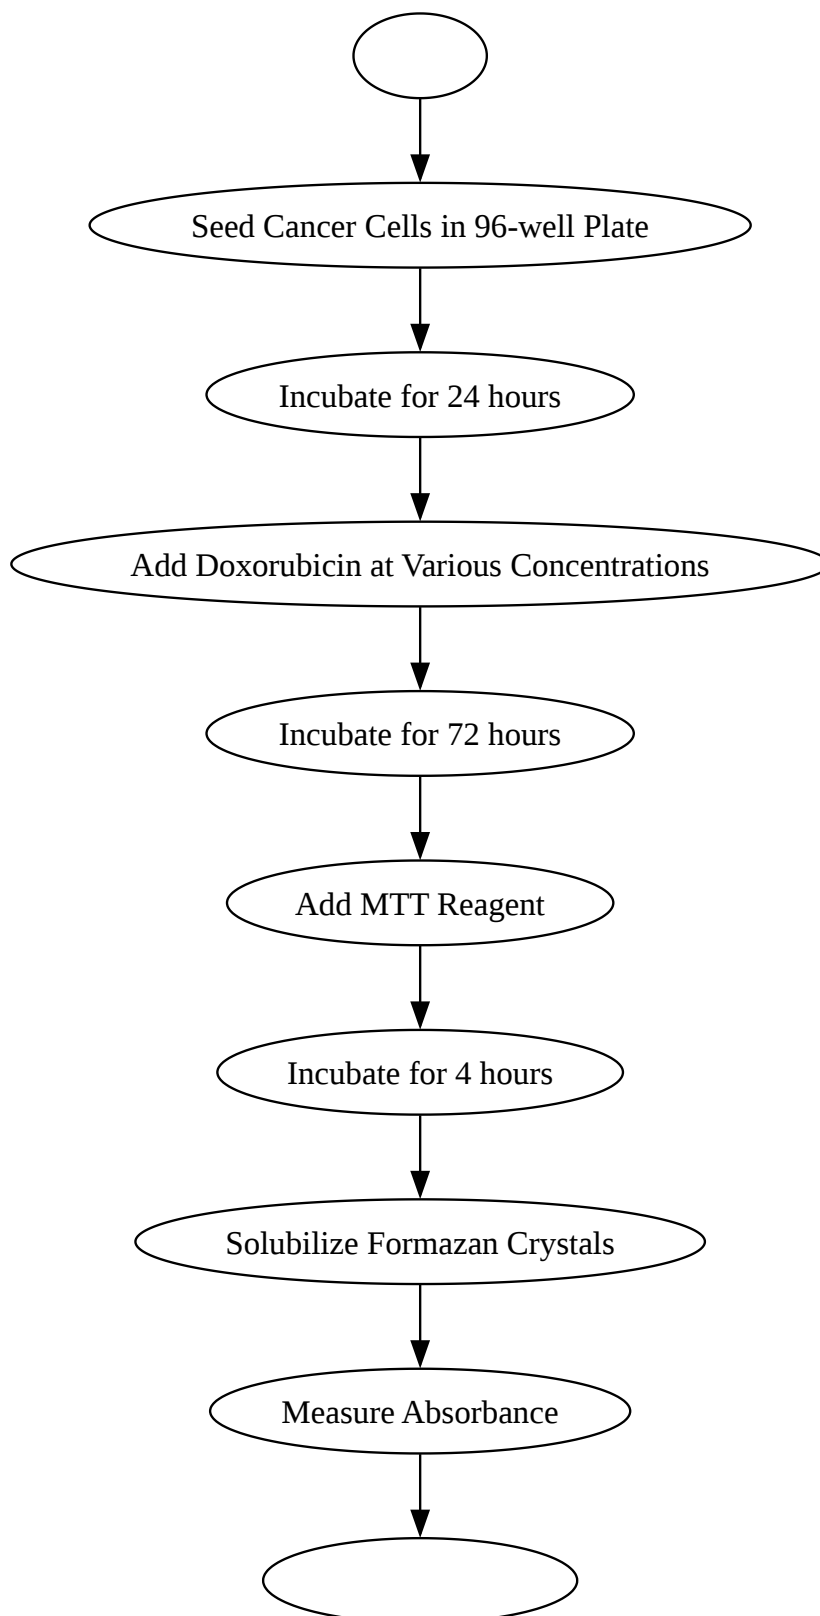 Seed Cancer Cells in 96-well Plate
Incubate for 24 hours
Add Doxorubicin at Various Concentrations
Incubate for 72 hours
Add MTT Reagent
Incubate for 4 hours
Solubilize Formazan Crystals
Measure Absorbance